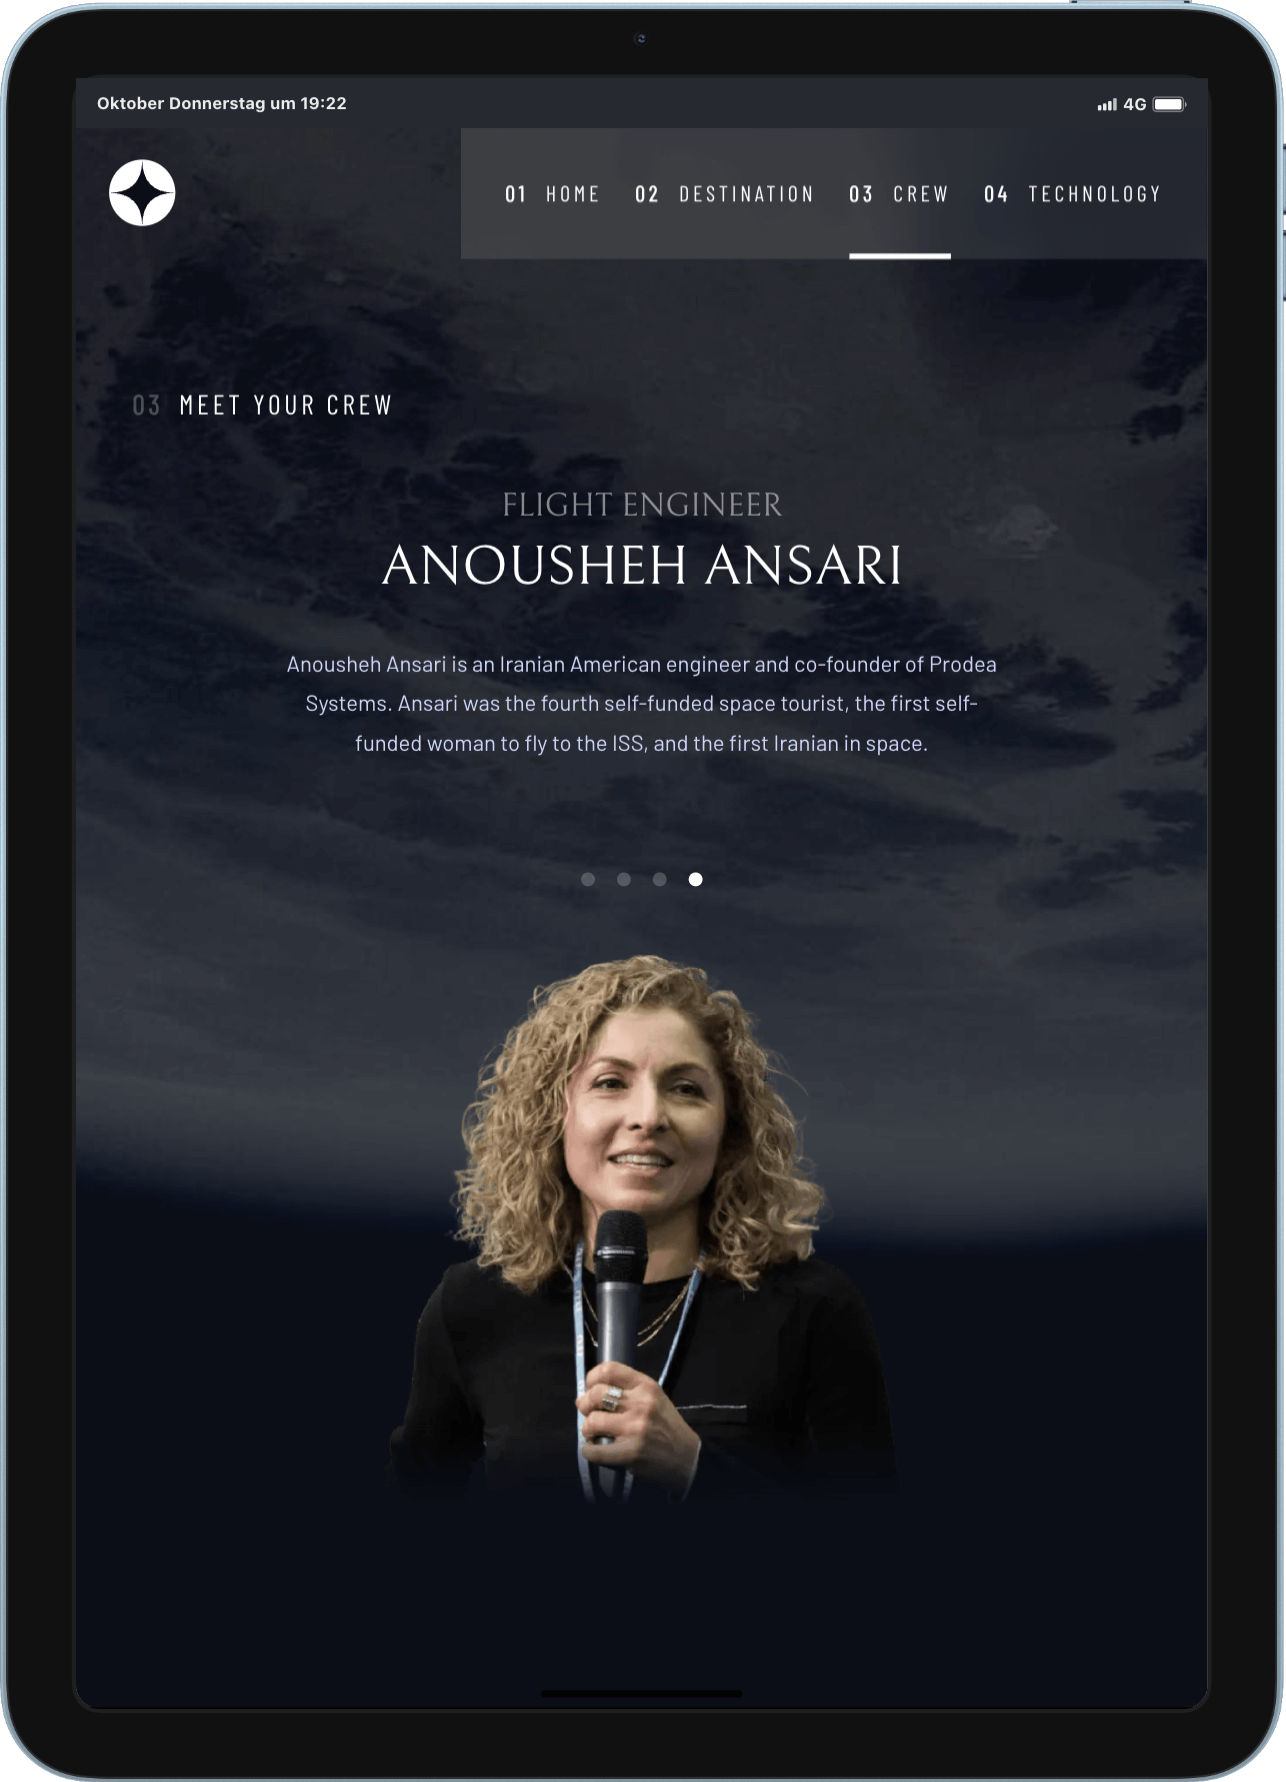 Oktober Donnerstag um 19:22
4G
01 HOME 02 DESTINATION 03 CREW 04 TECHNOLOGY
03 MEET YOUR CREW
FLIGHT ENGINEER
ANOUSHEH ANSARI
Anousheh Ansari is an Iranian American engineer and co-founder of Prodea
Systems. Ansari was the fourth self-funded space tourist, the first self-
funded woman to fly to the ISS, and the first Iranian in space.